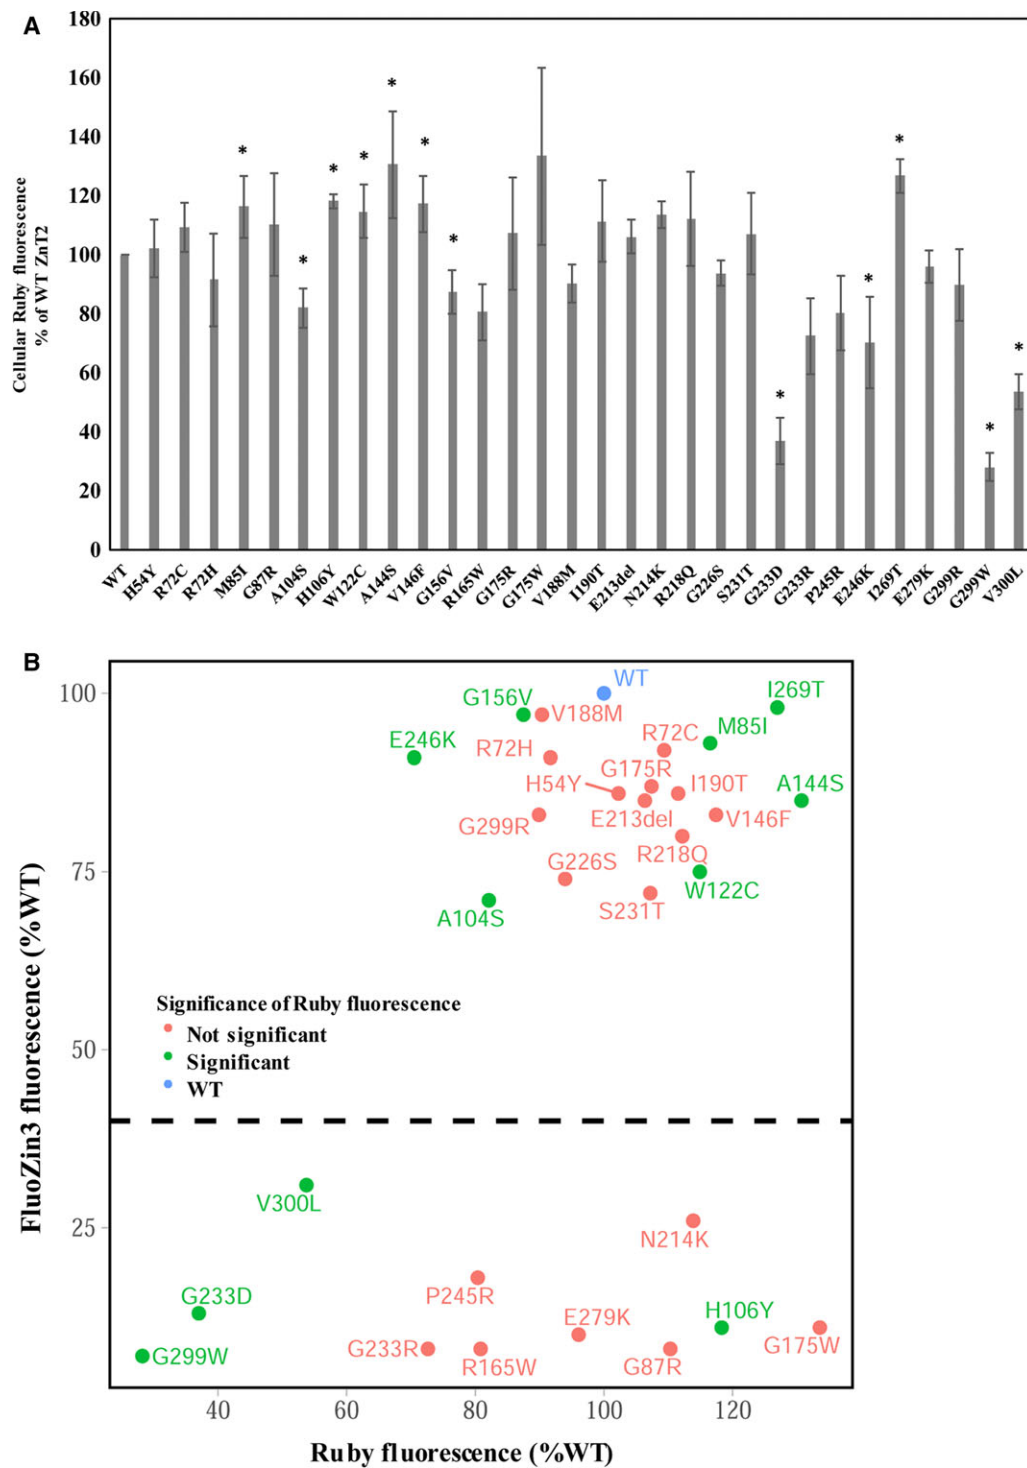 A
180
160
140
120
100
80
60
40
20
0
Cellular Ruby fluorescence
% of WT ZnT2
* * * * * * * * * * * * *
WT H54Y R72C R72H M85I G87R A104S H106Y W122C A144S V146F G156V R165W G175R G175W V188M I190T E213del N214K R218Q G226S S231T G233D G233R P245R E246K I269T E279K G299R G299W V300L
B
100
75
50
25
FluoZin3 fluorescence (%WT)
WT
I269T
G156V
V188M
M85I
R72C
E246K
R72H
G175R
H54Y
I190T
A144S
E213del
V146F
G299R
R218Q
G226S
W122C
A104S
S231T
Significance of Ruby fluorescence
Not significant
Significant
WT
V300L
N214K
P245R
G233D
E279K
H106Y
G299W
G233R
R165W
G87R
G175W
40 60 80 100 120
Ruby fluorescence (%WT)